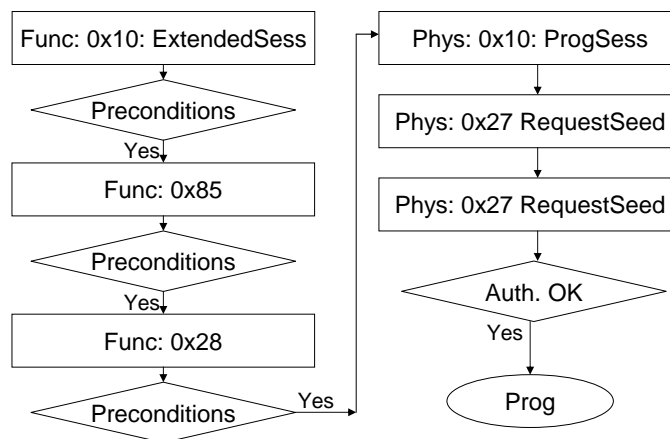 Func: 0x10: ExtendedSess
Preconditions
Yes
Func: 0x85
Preconditions
Yes
Func: 0x28
Preconditions
Yes
Phys: 0x10: ProgSess
Phys: 0x27 RequestSeed
Phys: 0x27 RequestSeed
Auth. OK
Yes
Prog